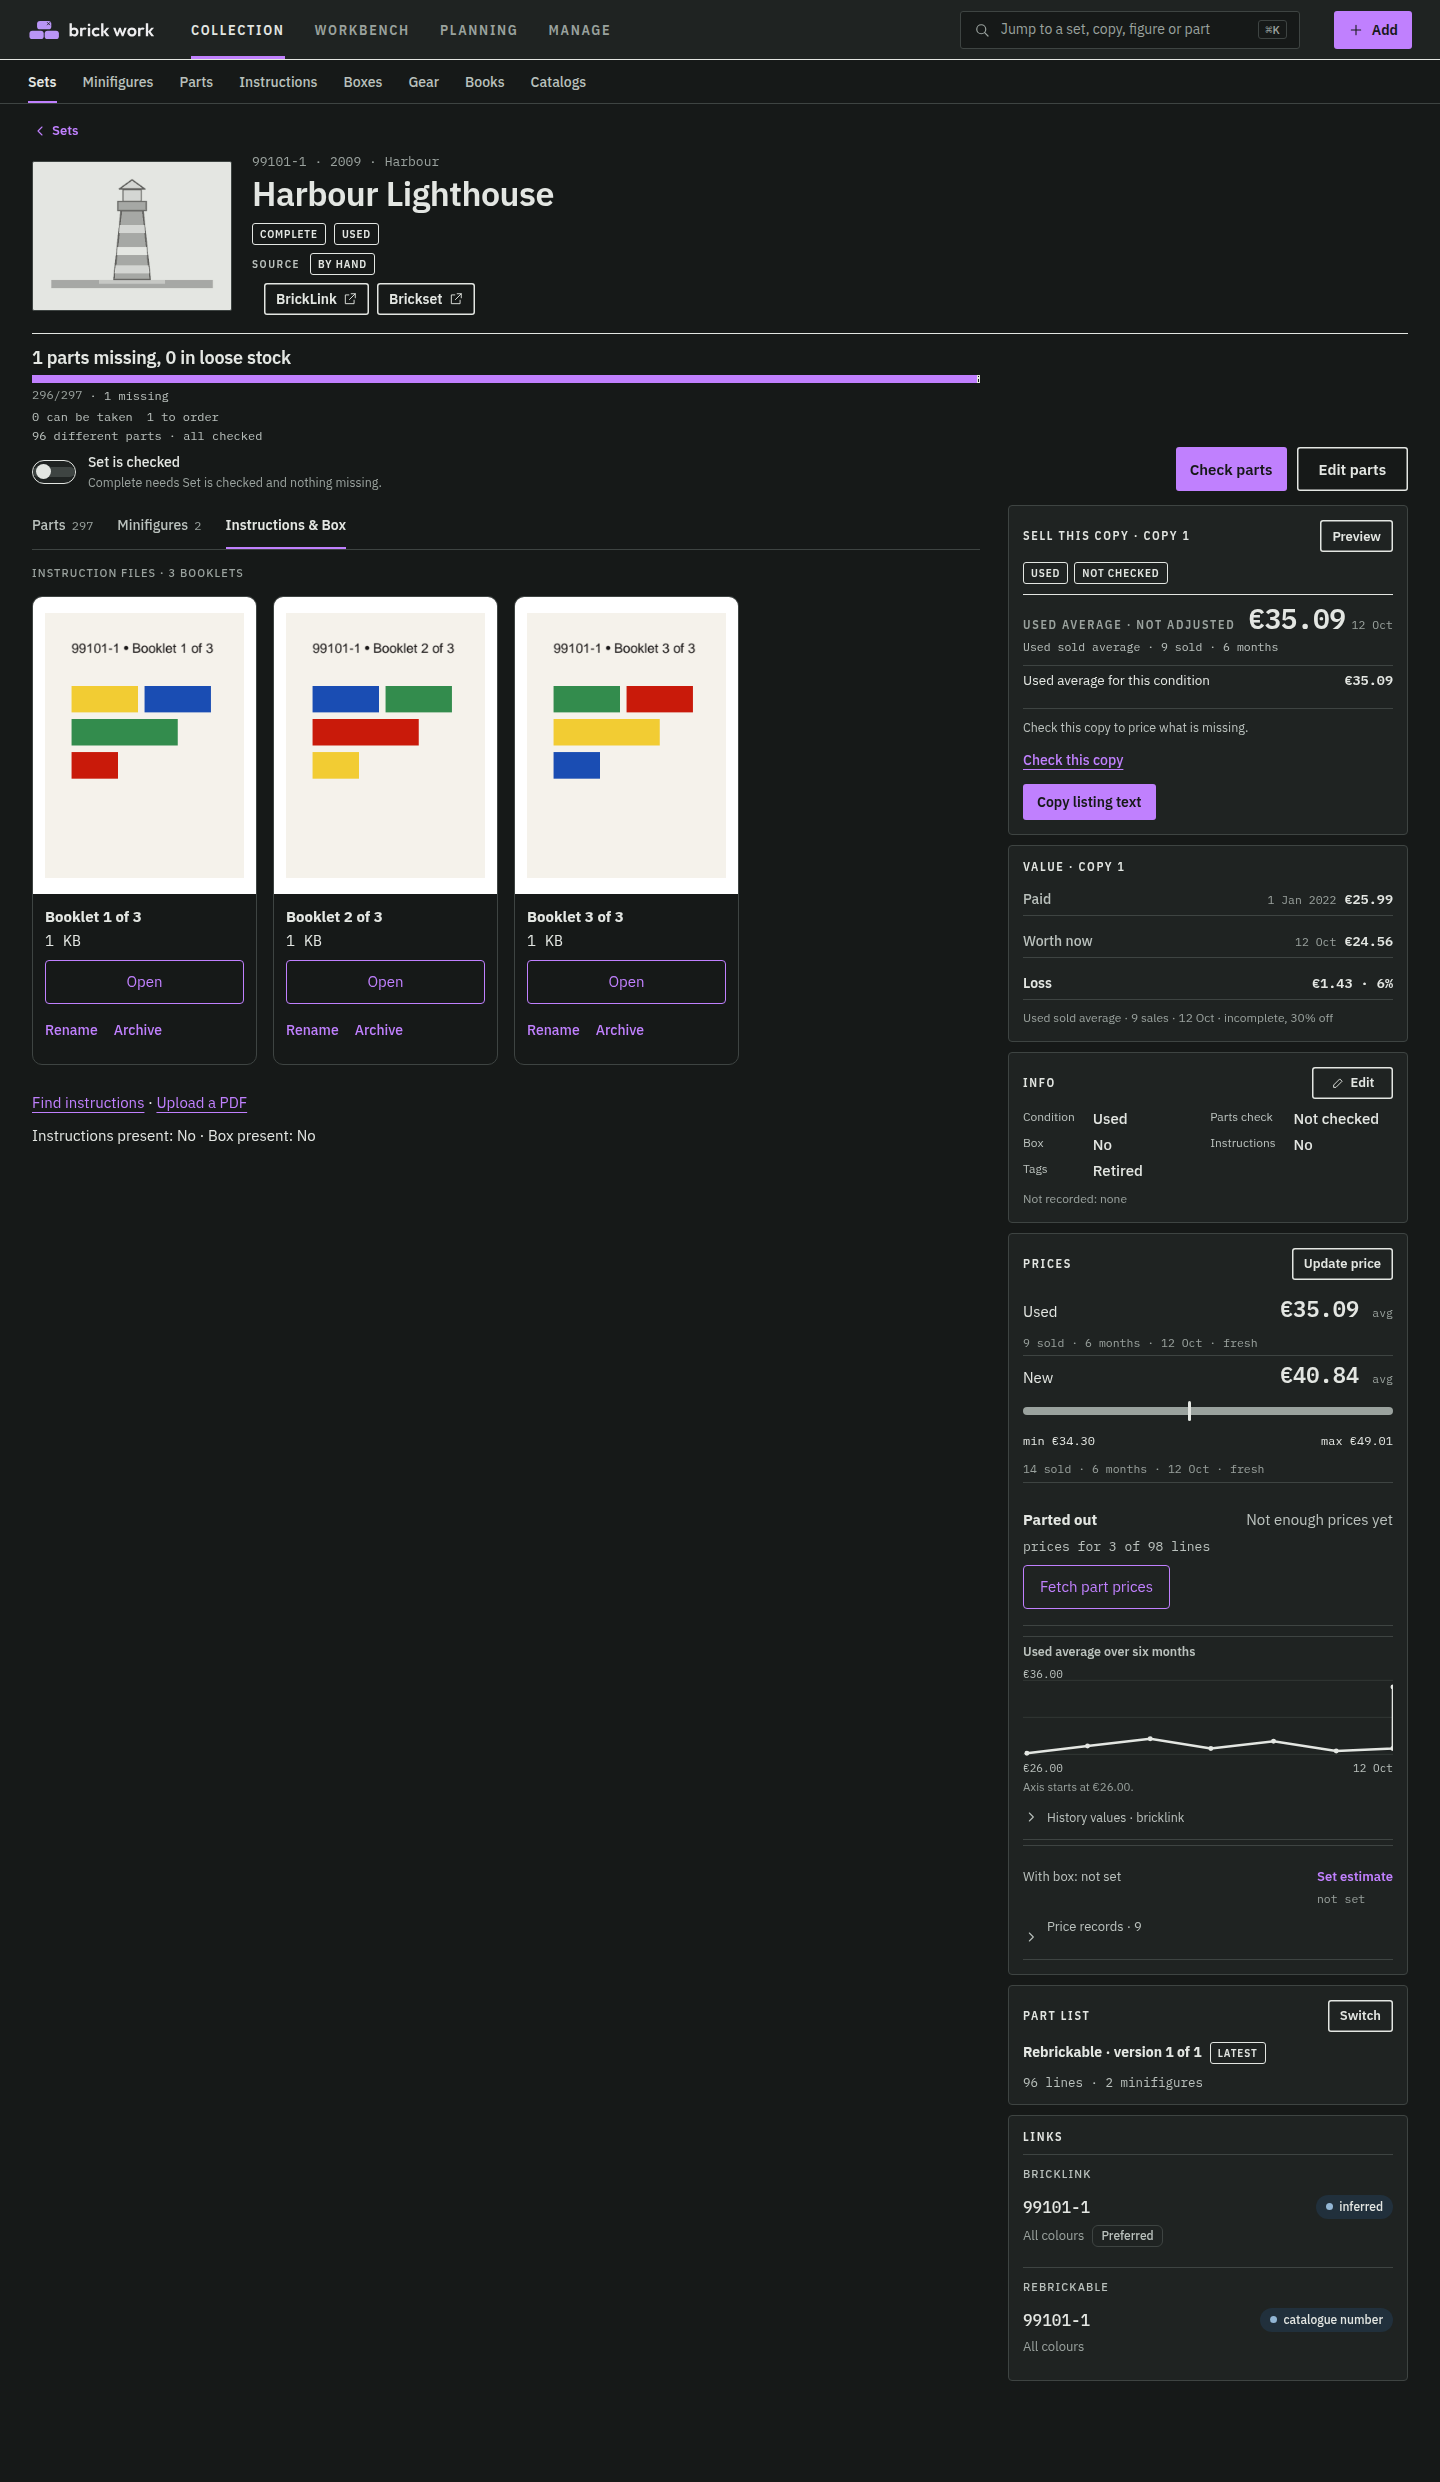 brick work
COLLECTION WORKBENCH PLANNING MANAGE
Jump to a set, copy, figure or part ⌘K
Add
Sets Minifigures Parts Instructions Boxes Gear Books Catalogs
Sets
99101-1 · 2009 · Harbour
Harbour Lighthouse
COMPLETE USED
SOURCE BY HAND
BrickLink Brickset
1 parts missing, 0 in loose stock
296/297 · 1 missing
0 can be taken 1 to order
96 different parts · all checked
Set is checked
Complete needs Set is checked and nothing missing.
Check parts Edit parts
Parts 297 Minifigures 2 Instructions & Box
INSTRUCTION FILES · 3 BOOKLETS
99101-1 • Booklet 1 of 3
99101-1 • Booklet 2 of 3
99101-1 • Booklet 3 of 3
Booklet 1 of 3 Booklet 2 of 3 Booklet 3 of 3
1 KB 1 KB 1 KB
Open Open Open
Rename Archive Rename Archive Rename Archive
Find instructions · Upload a PDF
Instructions present: No · Box present: No
SELL THIS COPY · COPY 1 Preview
USED NOT CHECKED
USED AVERAGE · NOT ADJUSTED €35.09 12 Oct
Used sold average · 9 sold · 6 months
Used average for this condition €35.09
Check this copy to price what is missing.
Check this copy
Copy listing text
VALUE · COPY 1
Paid 1 Jan 2022 €25.99
Worth now 12 Oct €24.56
Loss €1.43 · 6%
Used sold average · 9 sales · 12 Oct · incomplete, 30% off
INFO Edit
Condition Used Parts check Not checked
Box No Instructions No
Tags Retired
Not recorded: none
PRICES Update price
Used €35.09 avg
9 sold · 6 months · 12 Oct · fresh
New €40.84 avg
min €34.30 max €49.01
14 sold · 6 months · 12 Oct · fresh
Parted out Not enough prices yet
prices for 3 of 98 lines
Fetch part prices
Used average over six months
€36.00
€26.00 12 Oct
Axis starts at €26.00.
History values · bricklink
With box: not set Set estimate
not set
Price records · 9
PART LIST Switch
Rebrickable · version 1 of 1 LATEST
96 lines · 2 minifigures
LINKS
BRICKLINK
99101-1 inferred
All colours Preferred
REBRICKABLE
99101-1 catalogue number
All colours